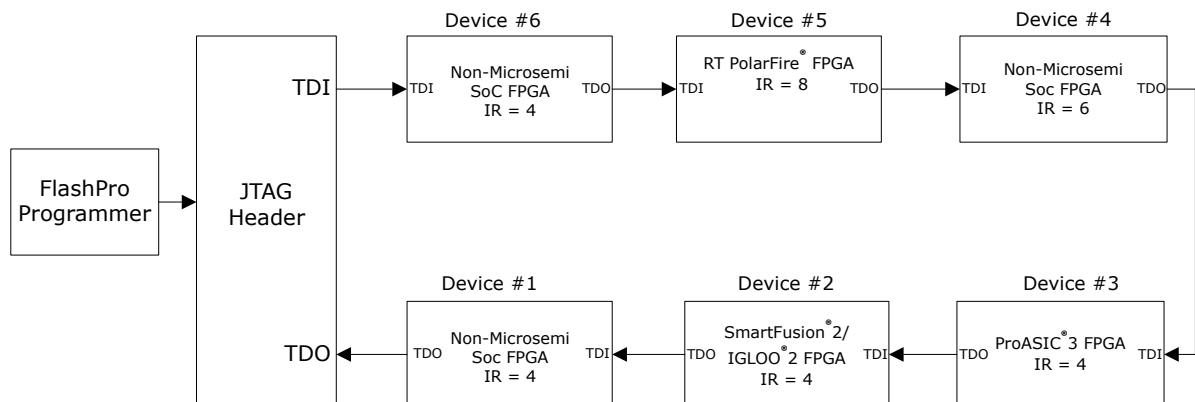 Device #6
Device #5
Device #4
TDI
TDI
Non-Microsemi
SoC FPGA
IR = 4
TDO
TDI
RT PolarFire® FPGA
IR = 8
TDO
TDI
Non-Microsemi
Soc FPGA
IR = 6
TDO
FlashPro
Programmer
JTAG
Header
Device #1
Device #2
Device #3
TDO
TDO
Non-Microsemi
Soc FPGA
IR = 4
TDI
TDO
SmartFusion®2/
IGLOO®2 FPGA
IR = 4
TDI
TDO
ProASIC®3 FPGA
IR = 4
TDI